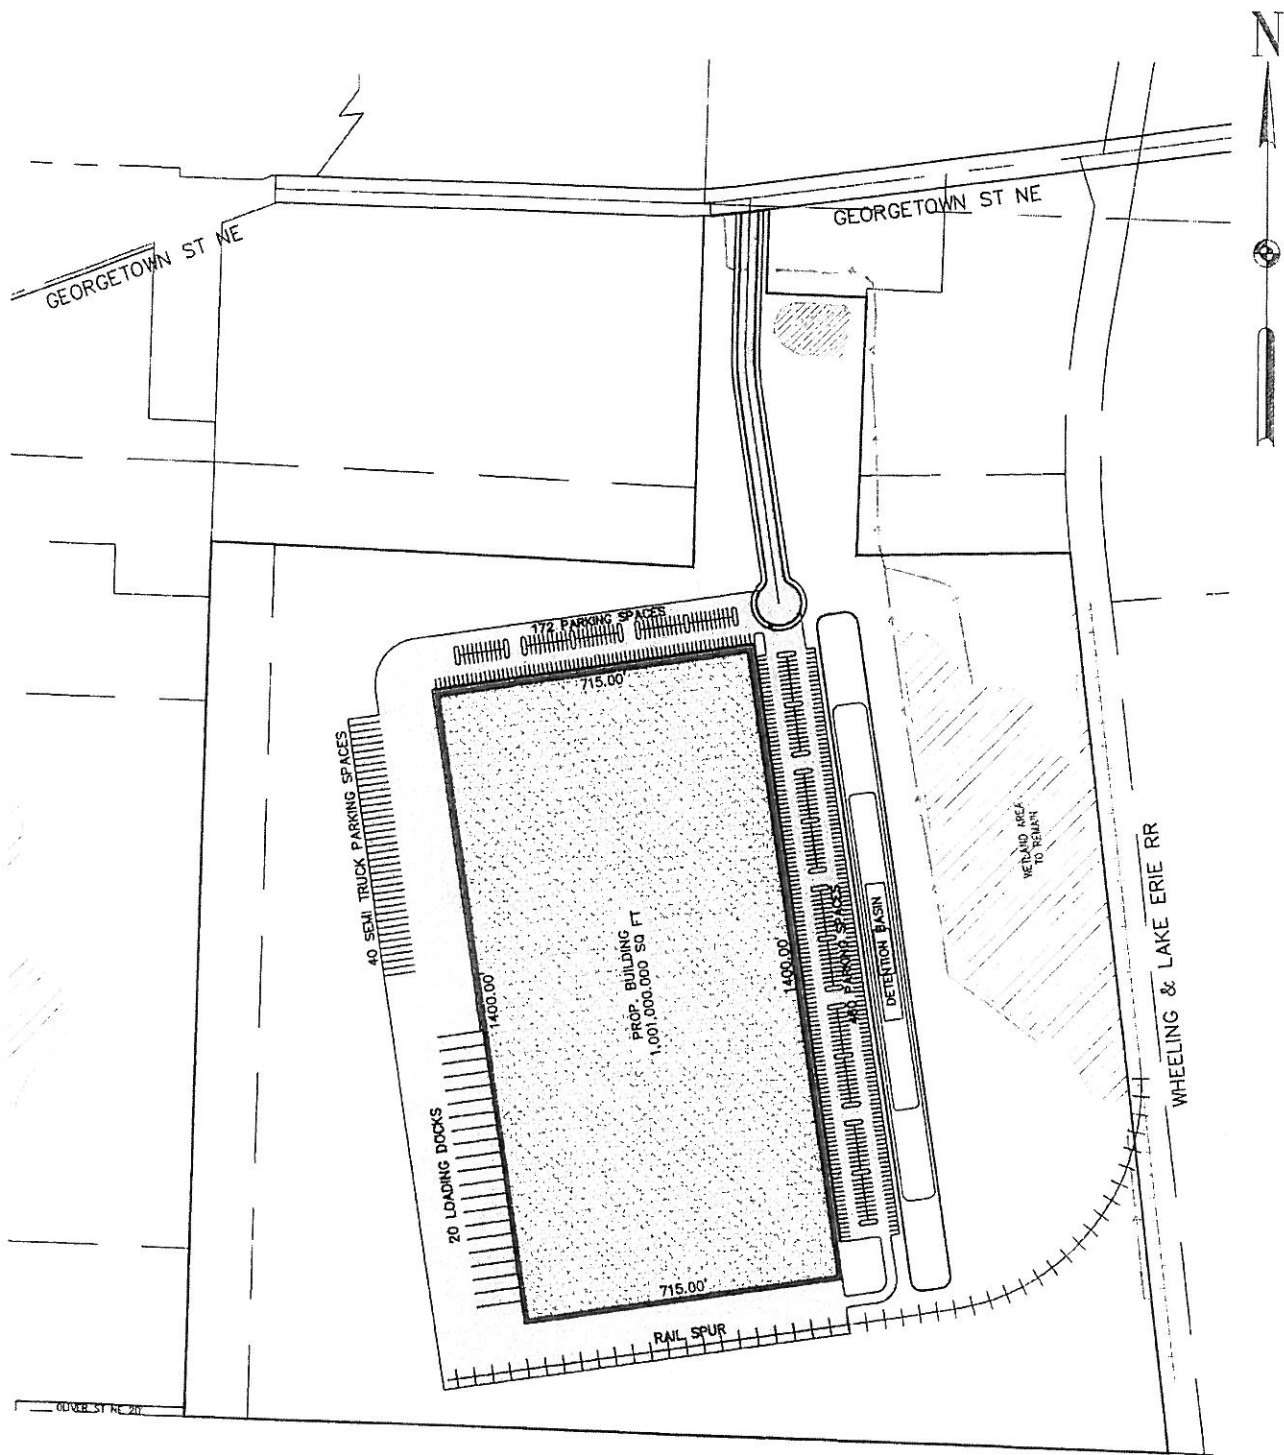 N
GEORGETOWN ST NE
GEORGETOWN ST NE
172 PARKING SPACES
715.00'
40 SEMI TRUCK PARKING SPACES
1400.00'
PROP. BUILDING
1,001,000,000 SQ FT
1400.00'
460 PARKING SPACES
DETENTION BASIN
WETLAND AREA
TO REMAIN
WHEELING & LAKE ERIE RR
20 LOADING DOCKS
715.00'
RAIL SPUR
OLIVER ST NE 20'